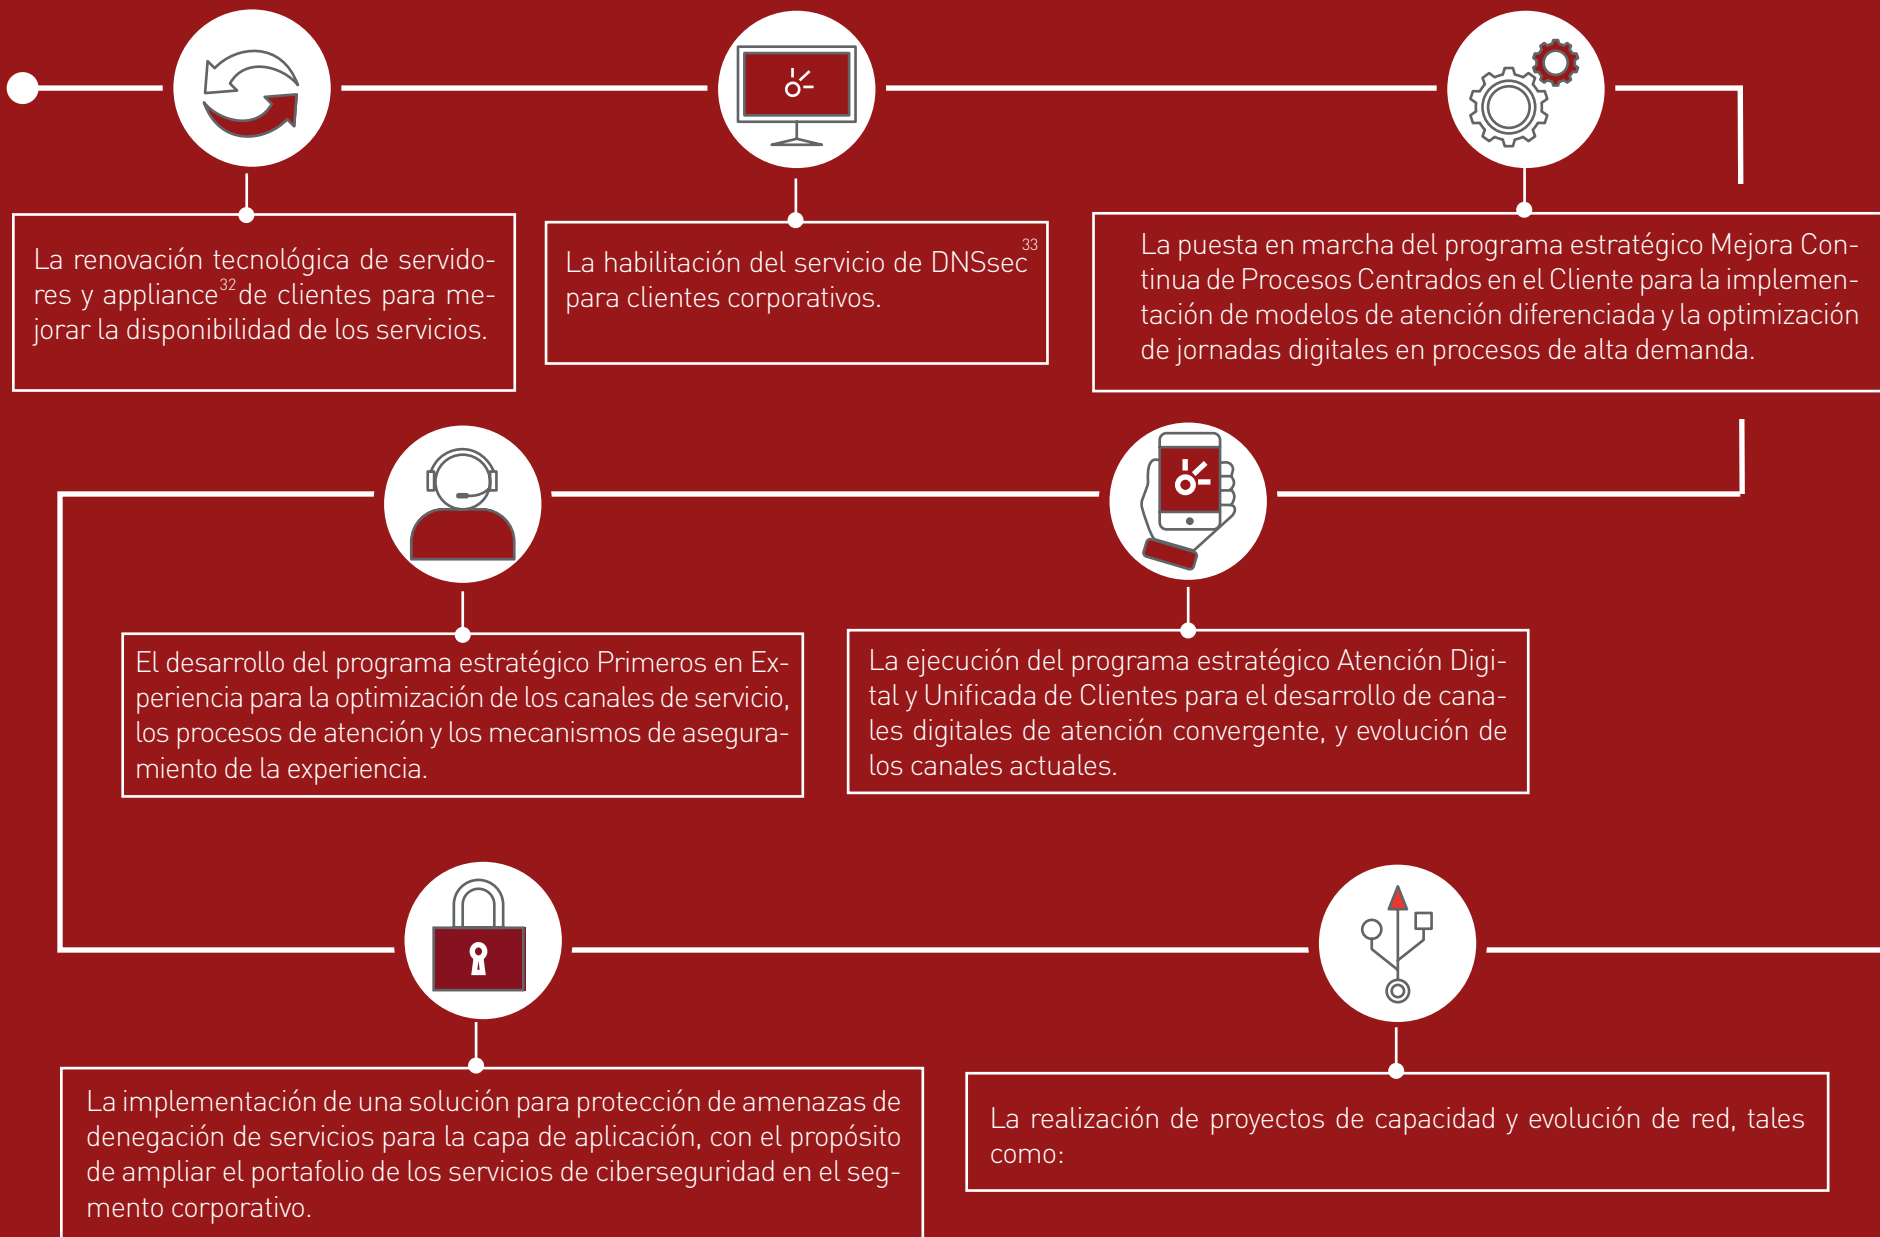 La renovación tecnológica de servido-
res y appliance32 de clientes para me-
jorar la disponibilidad de los servicios.
La habilitación del servicio de DNSsec33
para clientes corporativos.
La puesta en marcha del programa estratégico Mejora Con-
tinua de Procesos Centrados en el Cliente para la implemen-
tación de modelos de atención diferenciada y la optimización
de jornadas digitales en procesos de alta demanda.
El desarrollo del programa estratégico Primeros en Ex-
periencia para la optimización de los canales de servicio,
los procesos de atención y los mecanismos de asegura-
miento de la experiencia.
La ejecución del programa estratégico Atención Digi-
tal y Unificada de Clientes para el desarrollo de cana-
les digitales de atención convergente, y evolución de
los canales actuales.
La implementación de una solución para protección de amenazas de
denegación de servicios para la capa de aplicación, con el propósito
de ampliar el portafolio de los servicios de ciberseguridad en el seg-
mento corporativo.
La realización de proyectos de capacidad y evolución de red, tales
como: